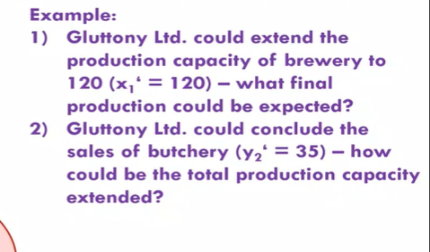 Example:
1) Gluttony Ltd. could extend the
production capacity of brewery to
120 (x₁‘ = 120) – what final
production could be expected?
2) Gluttony Ltd. could conclude the
sales of butchery (y₂‘ = 35) – how
could be the total production capacity
extended?